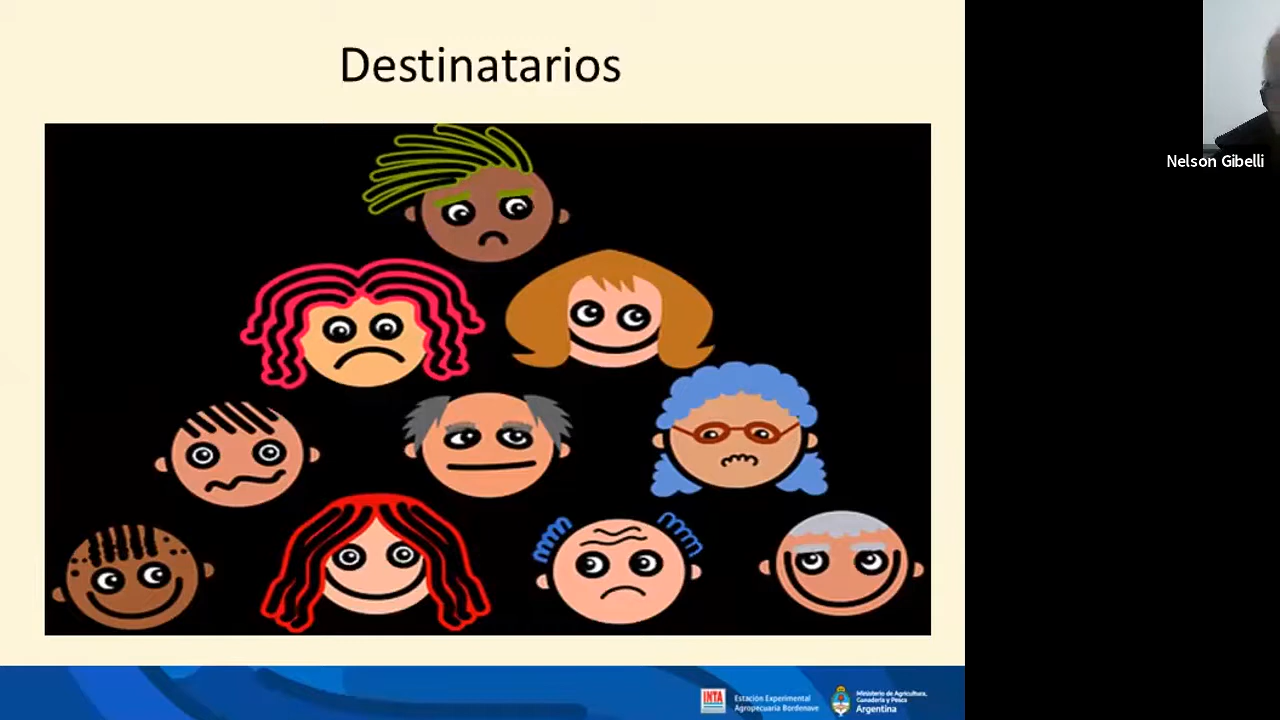 Destinatarios
Nelson Gibelli
INTA
Estación Experimental
Agropecuaria Bordenave
Ministerio de Agricultura,
Ganadería y Pesca
Argentina